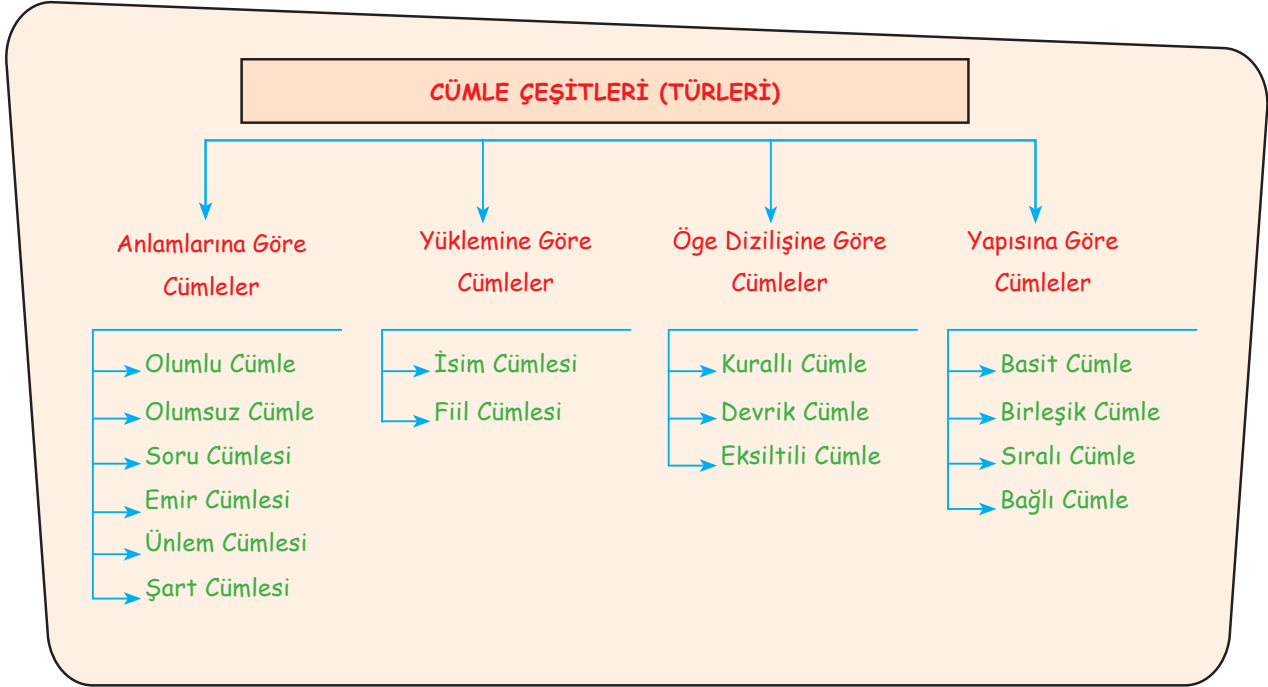 CÜMLE ÇEŞİTLERİ (TÜRLERİ)
Anlamlarına Göre
Cümleler
Olumlu Cümle
Olumsuz Cümle
Soru Cümlesi
Emir Cümlesi
Ünlem Cümlesi
Şart Cümlesi
Yüklemine Göre
Cümleler
İsim Cümlesi
Fiil Cümlesi
Öge Dizilişine Göre
Cümleler
Kurallı Cümle
Devrik Cümle
Eksiltili Cümle
Yapısına Göre
Cümleler
Basit Cümle
Birleşik Cümle
Sıralı Cümle
Bağlı Cümle